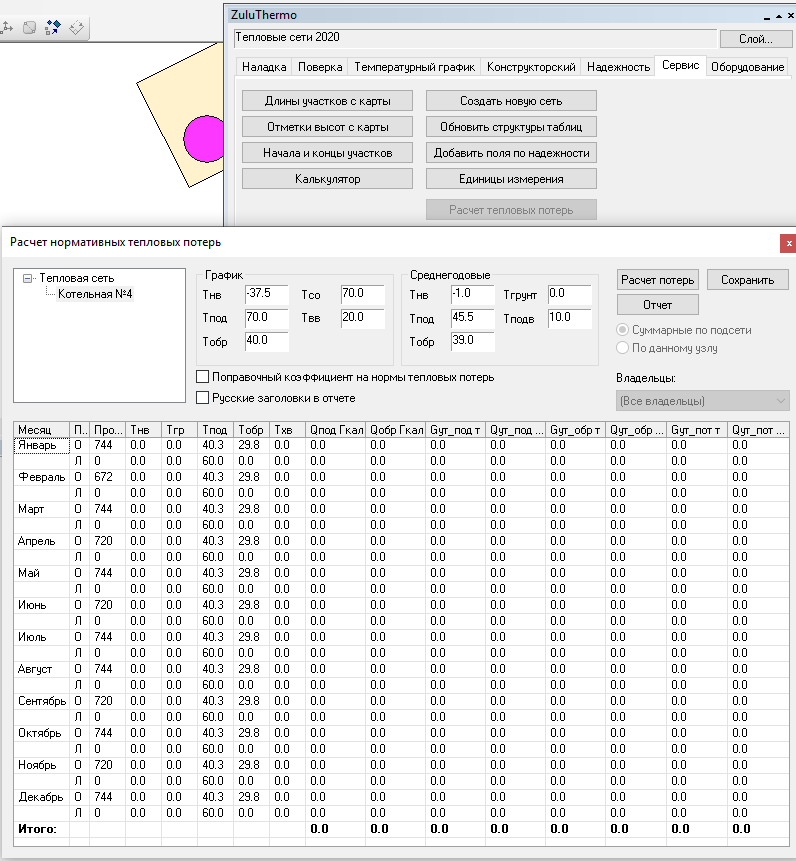 ZuluThermo
Тепловые сети 2020 Слой...
Наладка Поверка Температурный график Конструкторский Надежность Сервис Оборудование
Длины участков с карты Создать новую сеть
Отметки высот с карты Обновить структуры таблиц
Начала и концы участков Добавить поля по надежности
Калькулятор Единицы измерения
Расчет тепловых потерь
Расчет нормативных тепловых потерь x
Тепловая сеть
Котельная №4
График
Тнв -37.5 Тсо 70.0
Тпод 70.0 Твв 20.0
Тобр 40.0
Среднегодовые
Тнв -1.0 Тгрунт 0.0
Тпод 45.5 Тподв 10.0
Тобр 39.0
Расчет потерь Сохранить
Отчет
Суммарные по подсети
По данному узлу
Владельцы:
(Все владельцы)
Поправочный коэффициент на нормы тепловых потерь
Русские заголовки в отчете
Месяц П.. Про... Тнв Тгр Тпод Тобр Тхв Qпод Гкал Qобр Гкал Gут_под т Qут_под ... Gут_обр т Qут_обр ... Gут_пот т Qут_пот ...
Январь О 744 0.0 0.0 40.3 29.8 0.0 0.0 0.0 0.0 0.0 0.0 0.0 0.0 0.0
Л 0 0.0 0.0 60.0 0.0 0.0 0.0 0.0 0.0 0.0 0.0 0.0 0.0 0.0
Февраль О 672 0.0 0.0 40.3 29.8 0.0 0.0 0.0 0.0 0.0 0.0 0.0 0.0 0.0
Л 0 0.0 0.0 60.0 0.0 0.0 0.0 0.0 0.0 0.0 0.0 0.0 0.0 0.0
Март О 744 0.0 0.0 40.3 29.8 0.0 0.0 0.0 0.0 0.0 0.0 0.0 0.0 0.0
Л 0 0.0 0.0 60.0 0.0 0.0 0.0 0.0 0.0 0.0 0.0 0.0 0.0 0.0
Апрель О 720 0.0 0.0 40.3 29.8 0.0 0.0 0.0 0.0 0.0 0.0 0.0 0.0 0.0
Л 0 0.0 0.0 60.0 0.0 0.0 0.0 0.0 0.0 0.0 0.0 0.0 0.0 0.0
Май О 744 0.0 0.0 40.3 29.8 0.0 0.0 0.0 0.0 0.0 0.0 0.0 0.0 0.0
Л 0 0.0 0.0 60.0 0.0 0.0 0.0 0.0 0.0 0.0 0.0 0.0 0.0 0.0
Июнь О 720 0.0 0.0 40.3 29.8 0.0 0.0 0.0 0.0 0.0 0.0 0.0 0.0 0.0
Л 0 0.0 0.0 60.0 0.0 0.0 0.0 0.0 0.0 0.0 0.0 0.0 0.0 0.0
Июль О 744 0.0 0.0 40.3 29.8 0.0 0.0 0.0 0.0 0.0 0.0 0.0 0.0 0.0
Л 0 0.0 0.0 60.0 0.0 0.0 0.0 0.0 0.0 0.0 0.0 0.0 0.0 0.0
Август О 744 0.0 0.0 40.3 29.8 0.0 0.0 0.0 0.0 0.0 0.0 0.0 0.0 0.0
Л 0 0.0 0.0 60.0 0.0 0.0 0.0 0.0 0.0 0.0 0.0 0.0 0.0 0.0
Сентябрь О 720 0.0 0.0 40.3 29.8 0.0 0.0 0.0 0.0 0.0 0.0 0.0 0.0 0.0
Л 0 0.0 0.0 60.0 0.0 0.0 0.0 0.0 0.0 0.0 0.0 0.0 0.0 0.0
Октябрь О 744 0.0 0.0 40.3 29.8 0.0 0.0 0.0 0.0 0.0 0.0 0.0 0.0 0.0
Л 0 0.0 0.0 60.0 0.0 0.0 0.0 0.0 0.0 0.0 0.0 0.0 0.0 0.0
Ноябрь О 720 0.0 0.0 40.3 29.8 0.0 0.0 0.0 0.0 0.0 0.0 0.0 0.0 0.0
Л 0 0.0 0.0 60.0 0.0 0.0 0.0 0.0 0.0 0.0 0.0 0.0 0.0 0.0
Декабрь О 744 0.0 0.0 40.3 29.8 0.0 0.0 0.0 0.0 0.0 0.0 0.0 0.0 0.0
Л 0 0.0 0.0 60.0 0.0 0.0 0.0 0.0 0.0 0.0 0.0 0.0 0.0 0.0
Итого: 0.0 0.0 0.0 0.0 0.0 0.0 0.0 0.0